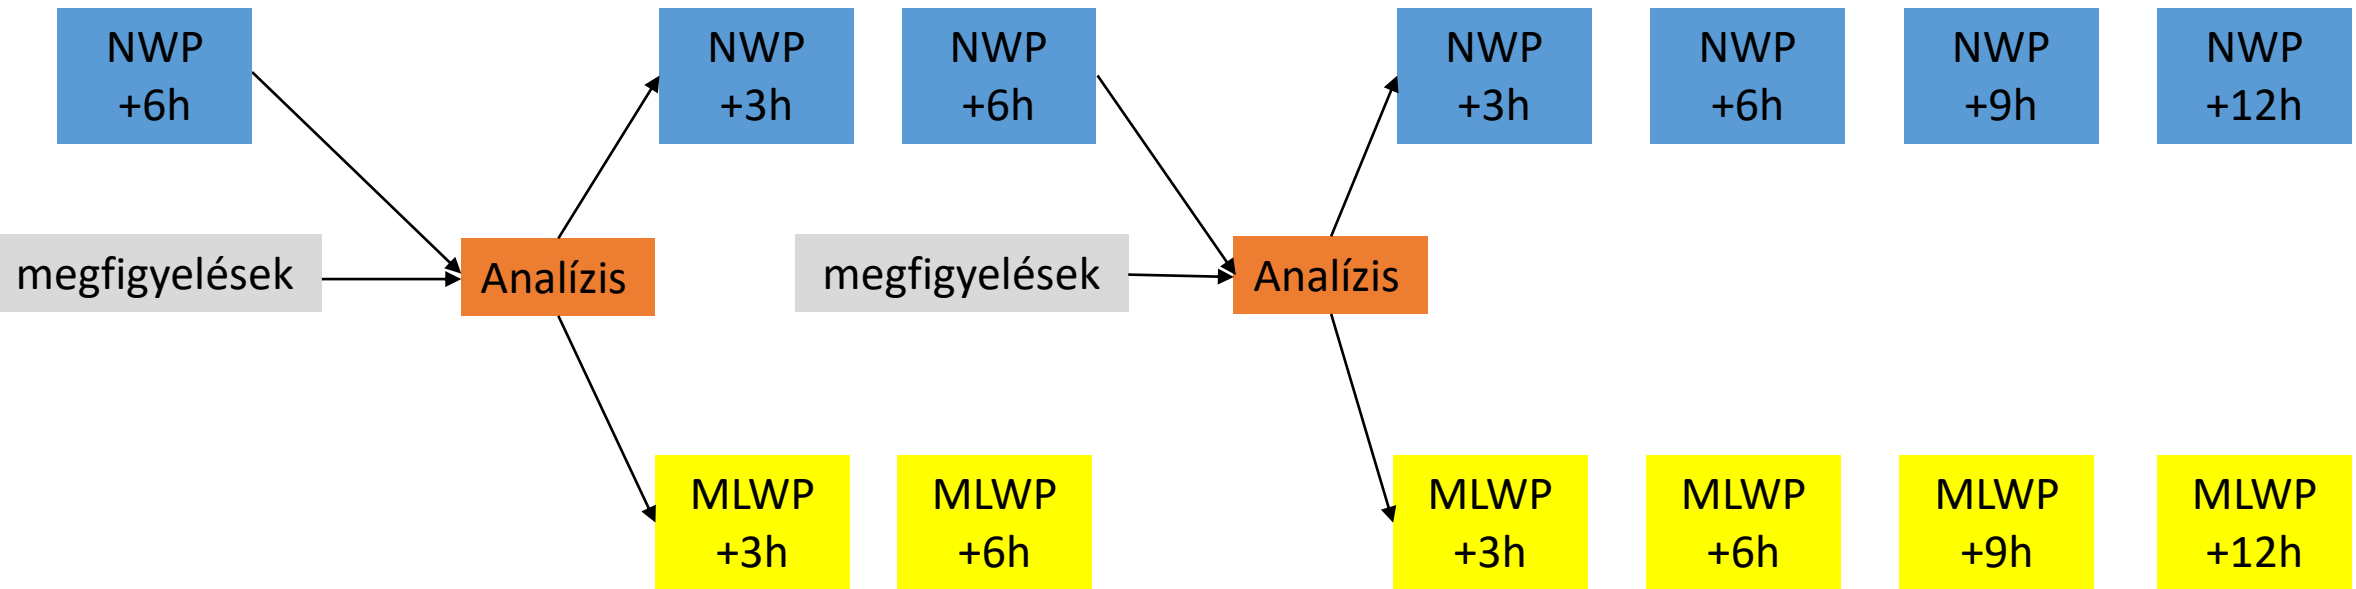 NWP
+6h
NWP
+3h
NWP
+6h
NWP
+3h
NWP
+6h
NWP
+9h
NWP
+12h
megfigyelések
Analízis
megfigyelések
Analízis
MLWP
+3h
MLWP
+6h
MLWP
+3h
MLWP
+6h
MLWP
+9h
MLWP
+12h